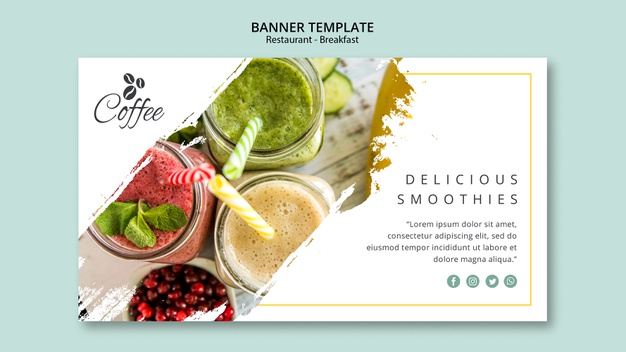 BANNER TEMPLATE
Restaurant - Breakfast
Coffee
DELICIOUS
SMOOTHIES
"Lorem ipsum dolor sit amet,
consectetur adipiscing elit, sed do
eiusmod tempor incididunt ut labore et
dolore magna aliqua."